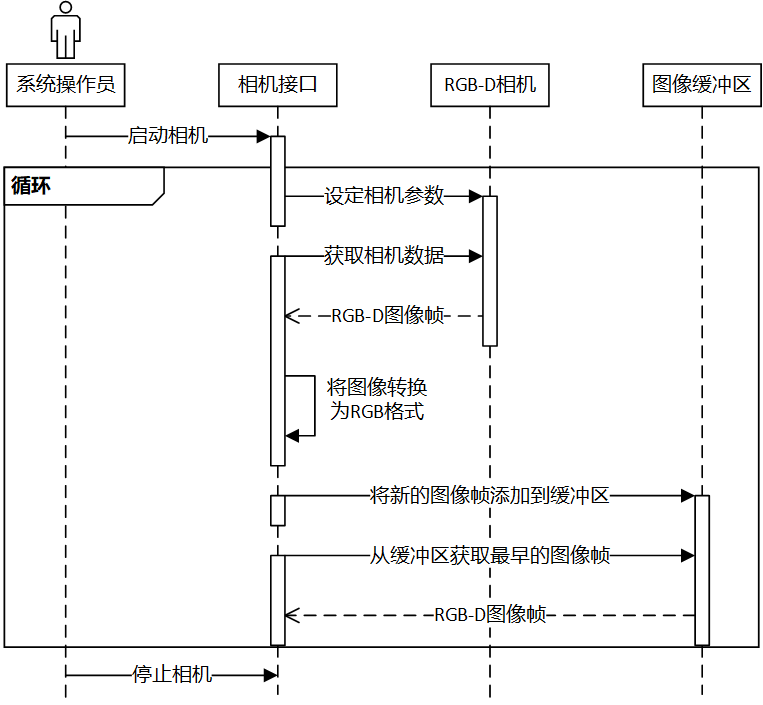 系统操作员
相机接口
RGB-D相机
图像缓冲区
启动相机
循环
设定相机参数
获取相机数据
RGB-D图像帧
将图像转换
为RGB格式
将新的图像帧添加到缓冲区
从缓冲区获取最早的图像帧
RGB-D图像帧
停止相机